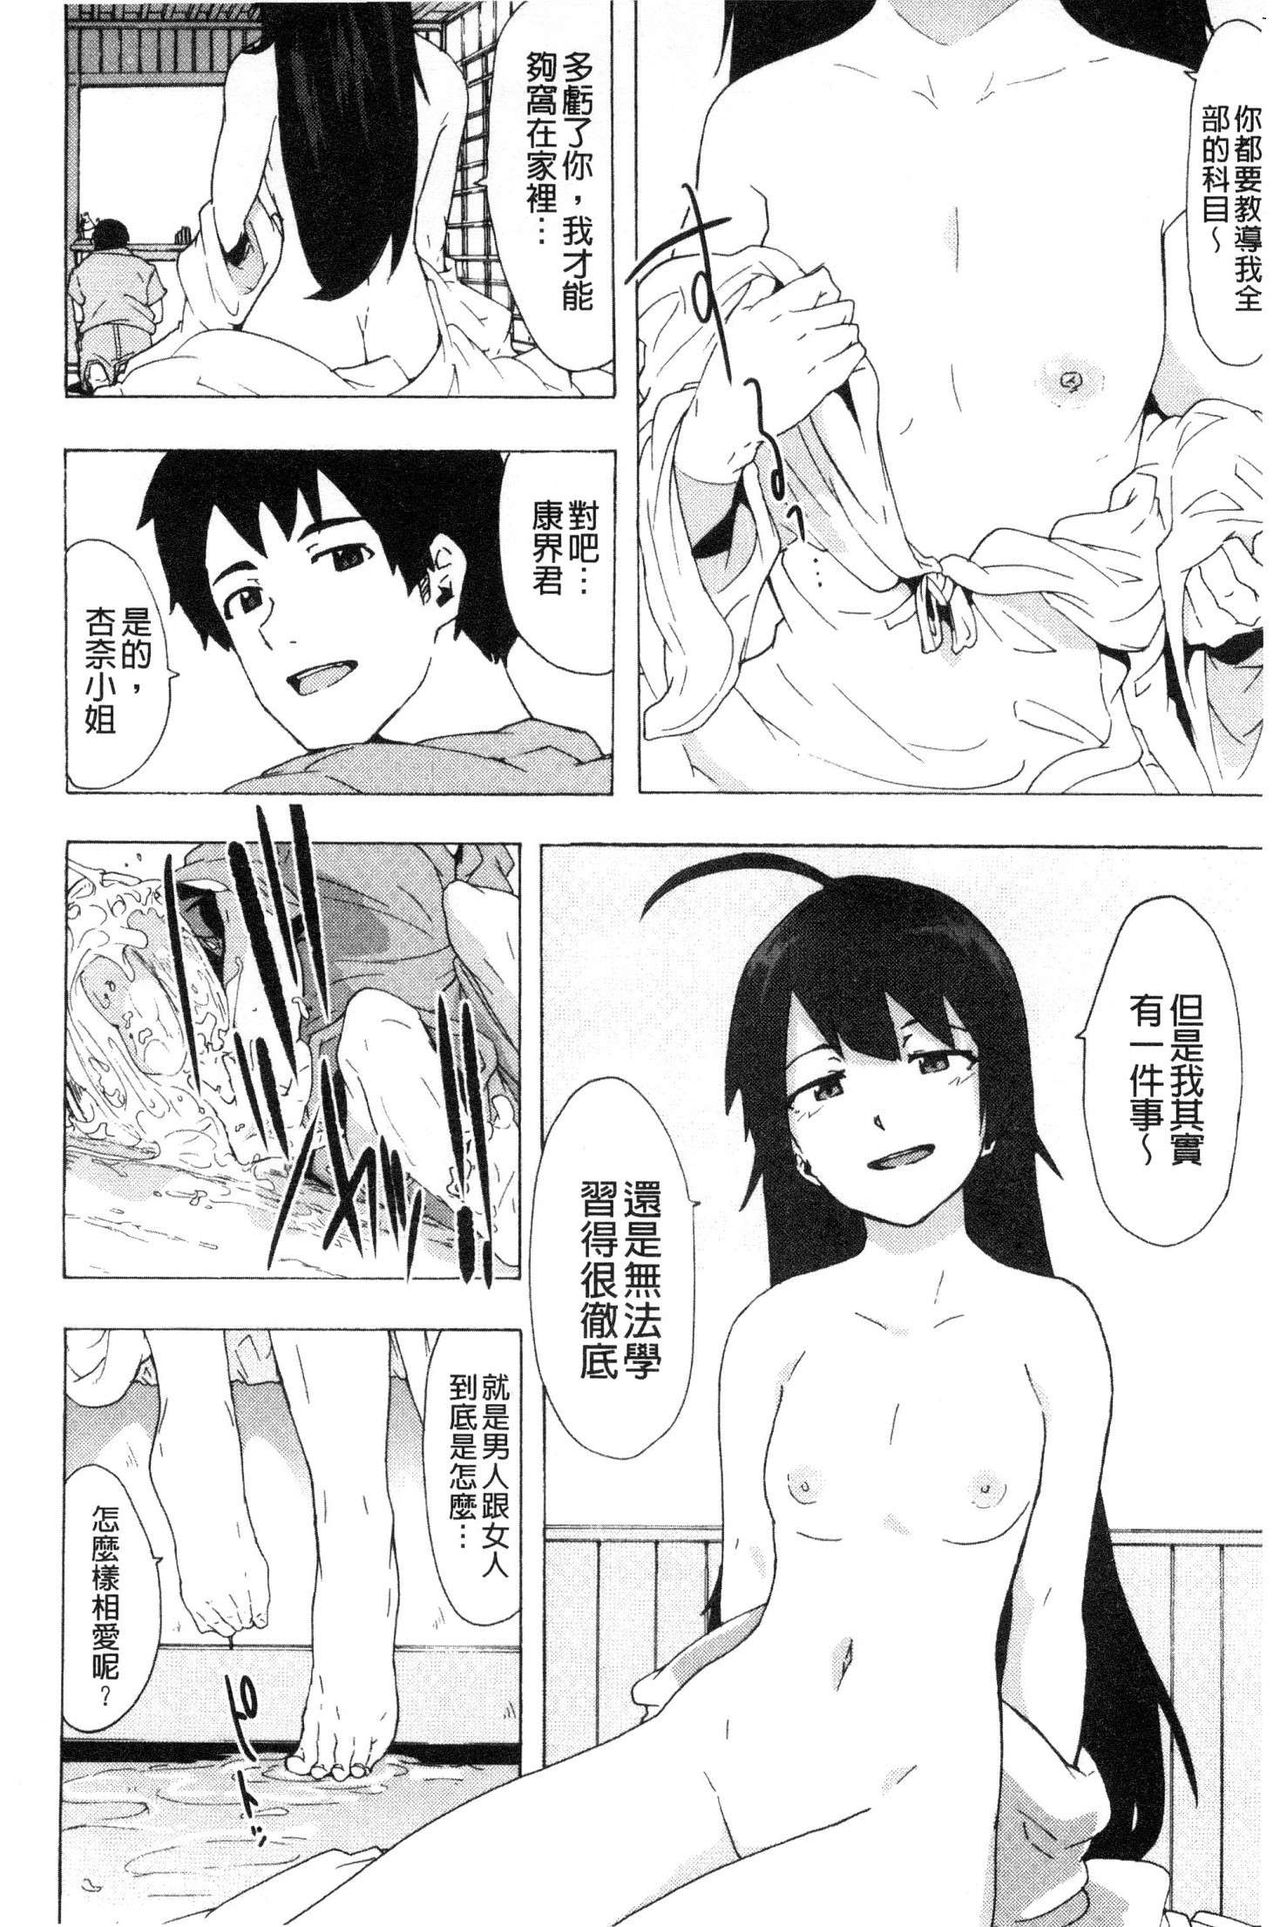 你都要教導我全
部的科目～
多虧了你，我才能
夠窩在家裡…
對吧…
康界君
是的，
杏奈小姐
但是我其實
有一件事～
還是無法學
習得很徹底
就是男人跟女人
到底是怎麼…
怎麼樣相愛呢？